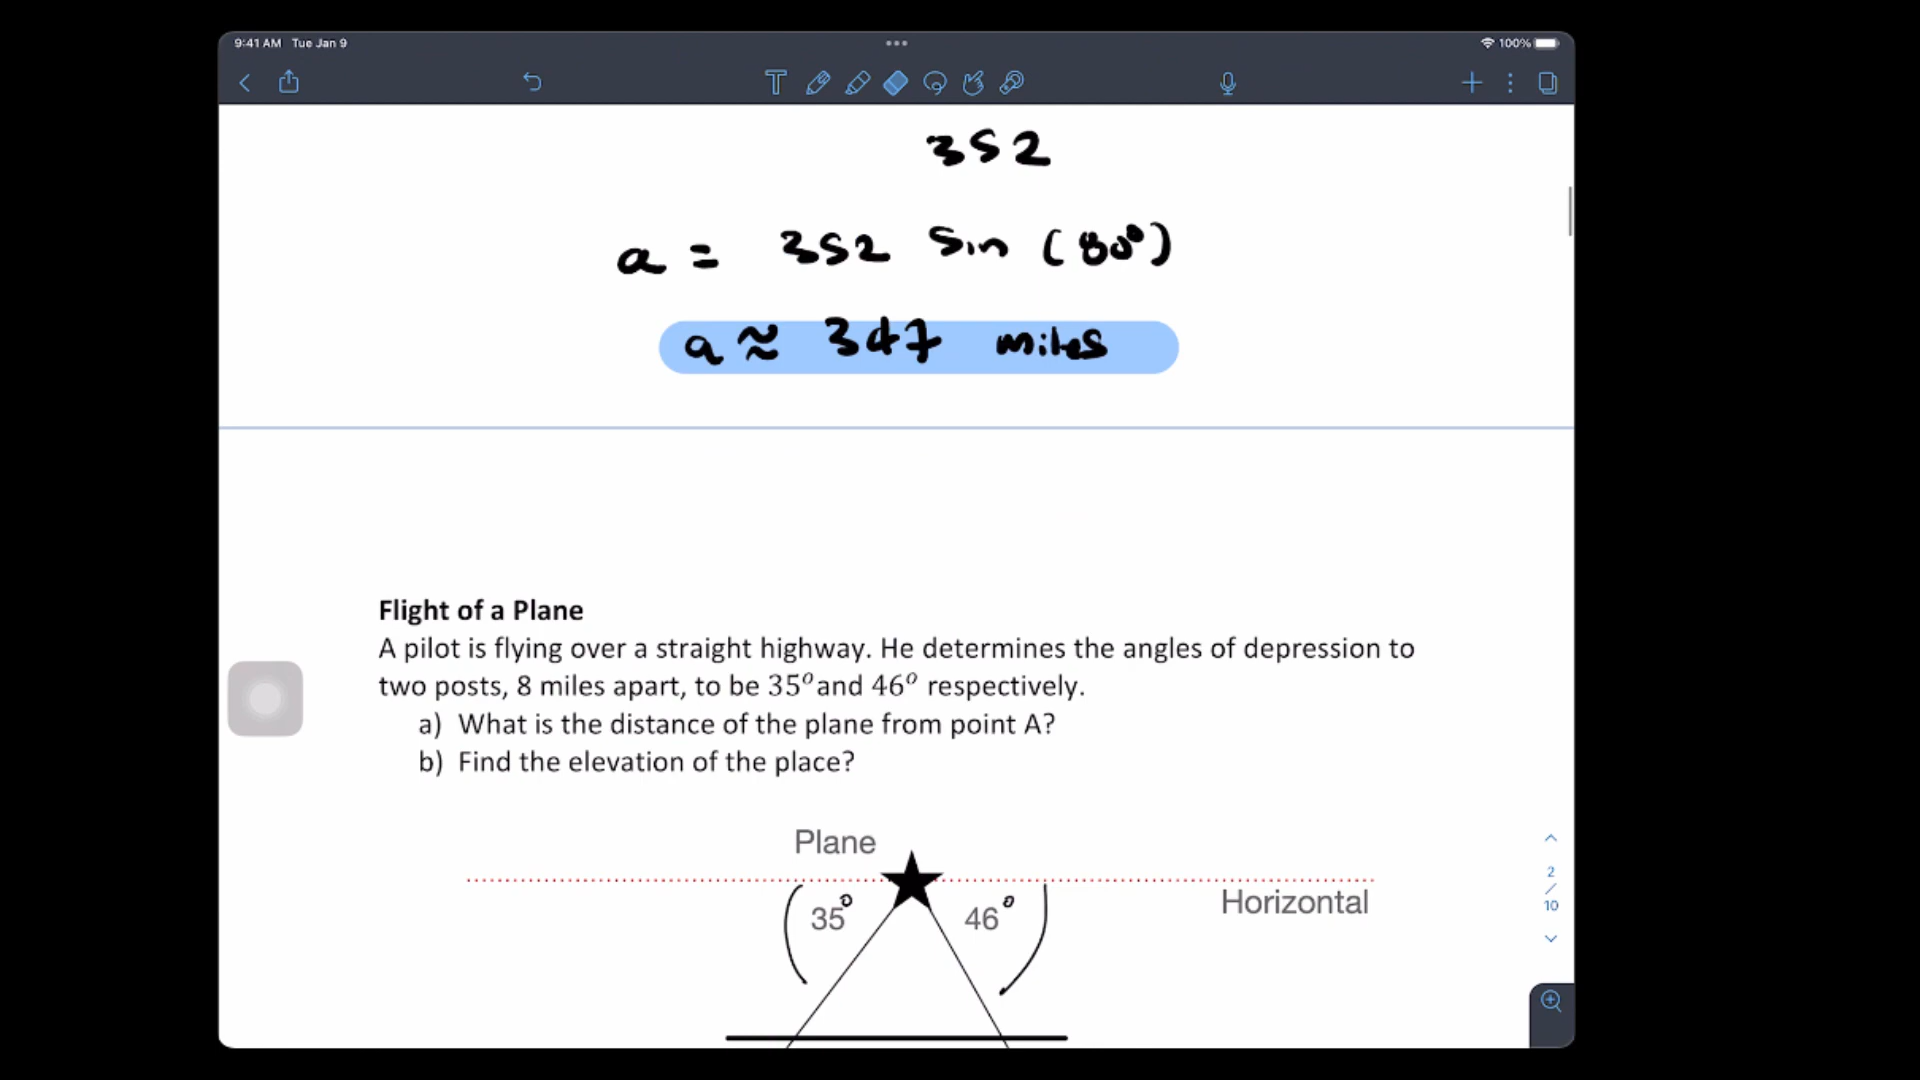 9:41 AM Tue Jan 9
100%
352
a = 352 sin (80°)
a ≈ 347 miles
Flight of a Plane
A pilot is flying over a straight highway. He determines the angles of depression to
two posts, 8 miles apart, to be 35° and 46° respectively.
a) What is the distance of the plane from point A?
b) Find the elevation of the place?
Plane
Horizontal
35°
46°
2
/
10